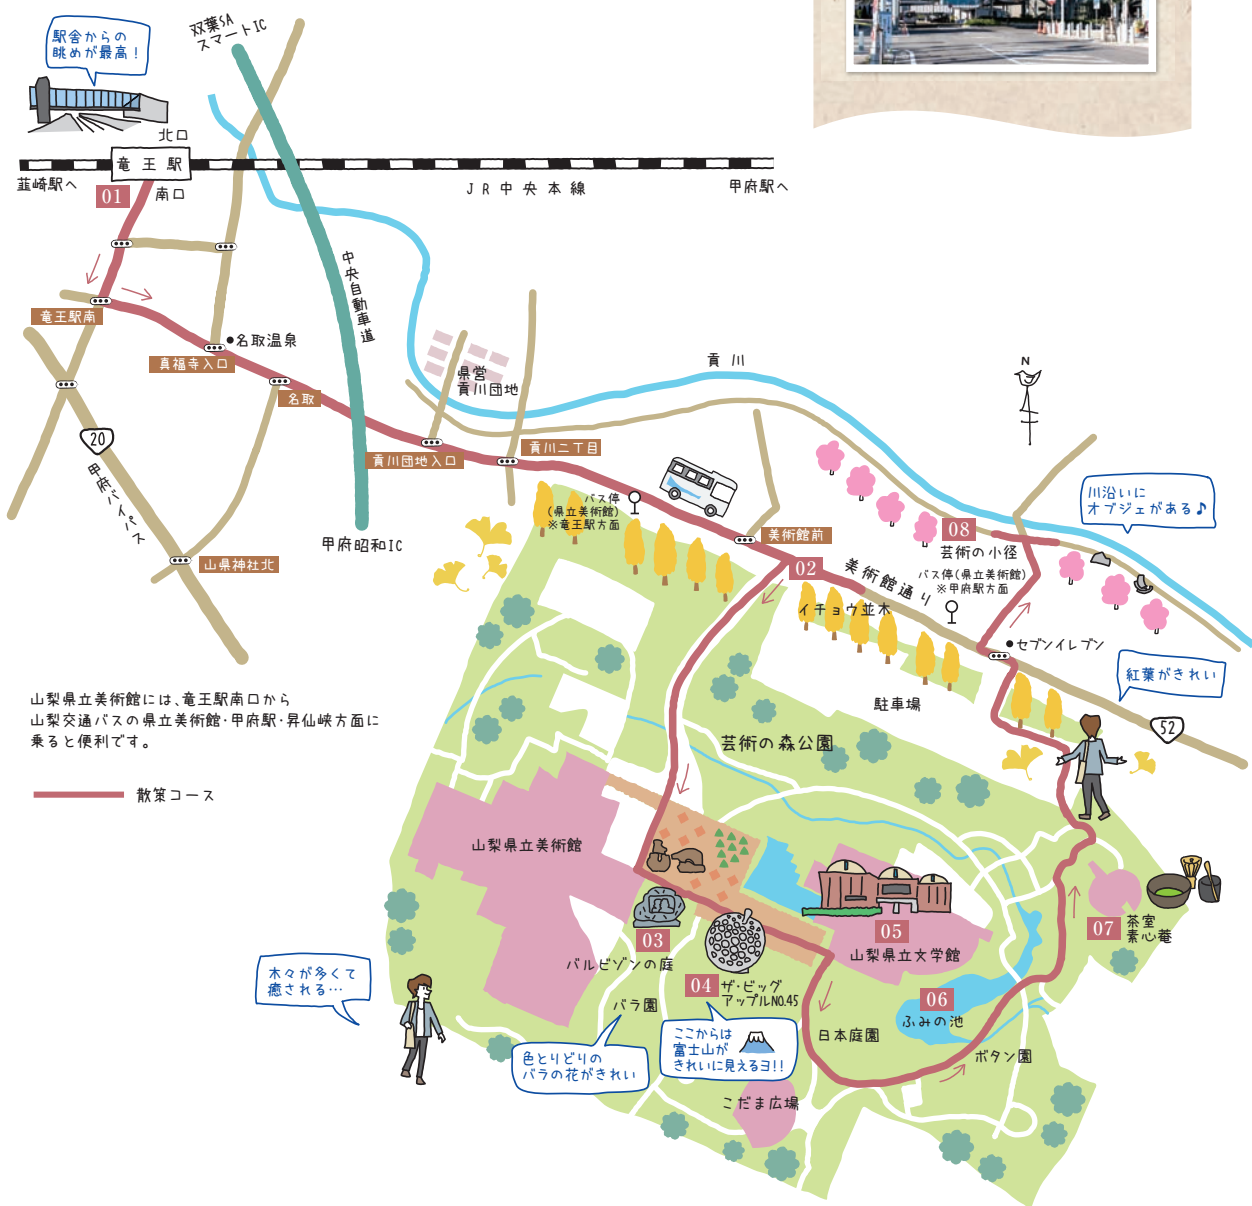 双葉SA
スマートIC
駅舎からの
眺めが最高!
北口
竜王駅
韮崎駅へ
01
南口
JR中央本線
甲府駅へ
中央自動車道
竜王駅南
名取温泉
真福寺入口
名取
県営
貢川団地
貢川
N
20
甲府バイパス
貢川団地入口
貢川二丁目
バス停
(県立美術館)
※竜王駅方面
川沿いに
オブジェがある♪
甲府昭和IC
美術館前
08
芸術の小径
山県神社北
02
美術館通り
バス停(県立美術館)
※甲府駅方面
イチョウ並木
セブンイレブン
紅葉がきれい
山梨県立美術館には、竜王駅南口から
山梨交通バスの県立美術館・甲府駅・昇仙峡方面に
乗ると便利です。
駐車場
52
芸術の森公園
散策コース
山梨県立美術館
03
バルビゾンの庭
05
山梨県立文学館
07
茶室
素心菴
木々が多くて
癒される…
04
ザ・ビッグ
アップルNO.45
06
ふみの池
バラ園
日本庭園
ボタン園
ここからは
富士山が
きれいに見えるヨ!!
色とりどりの
バラの花がきれい
こだま広場